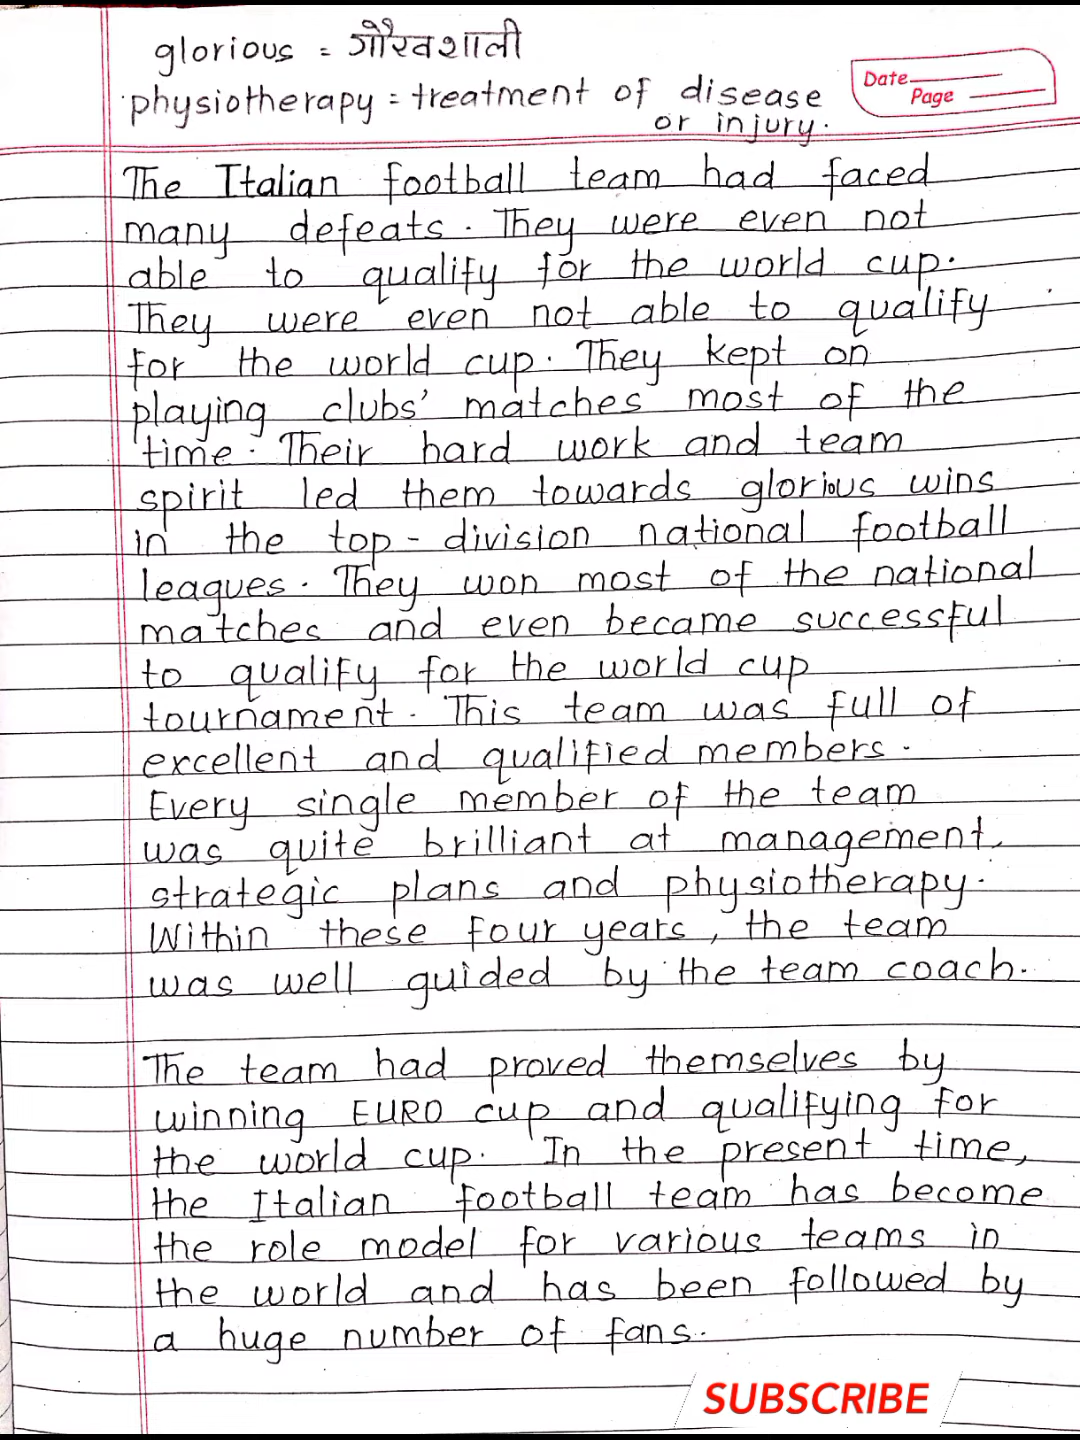 glorious = गौरवशाली
physiotherapy = treatment of disease
or injury.
Date
Page
The Italian football team had faced
many defeats. They were even not
able to qualify for the world cup.
They were even not able to qualify
for the world cup. They kept on
playing clubs' matches most of the
time. Their hard work and team
spirit led them towards glorious wins
in the top-division national football
leagues. They won most of the national
matches and even became successful
to qualify for the world cup
tournament. This team was full of
excellent and qualified members.
Every single member of the team
was quite brilliant at management,
strategic plans and physiotherapy.
Within these four years, the team
was well guided by the team coach.
The team had proved themselves by
winning EURO cup and qualifying for
the world cup. In the present time,
the Italian football team has become
the role model for various teams in
the world and has been followed by
a huge number of fans.
SUBSCRIBE